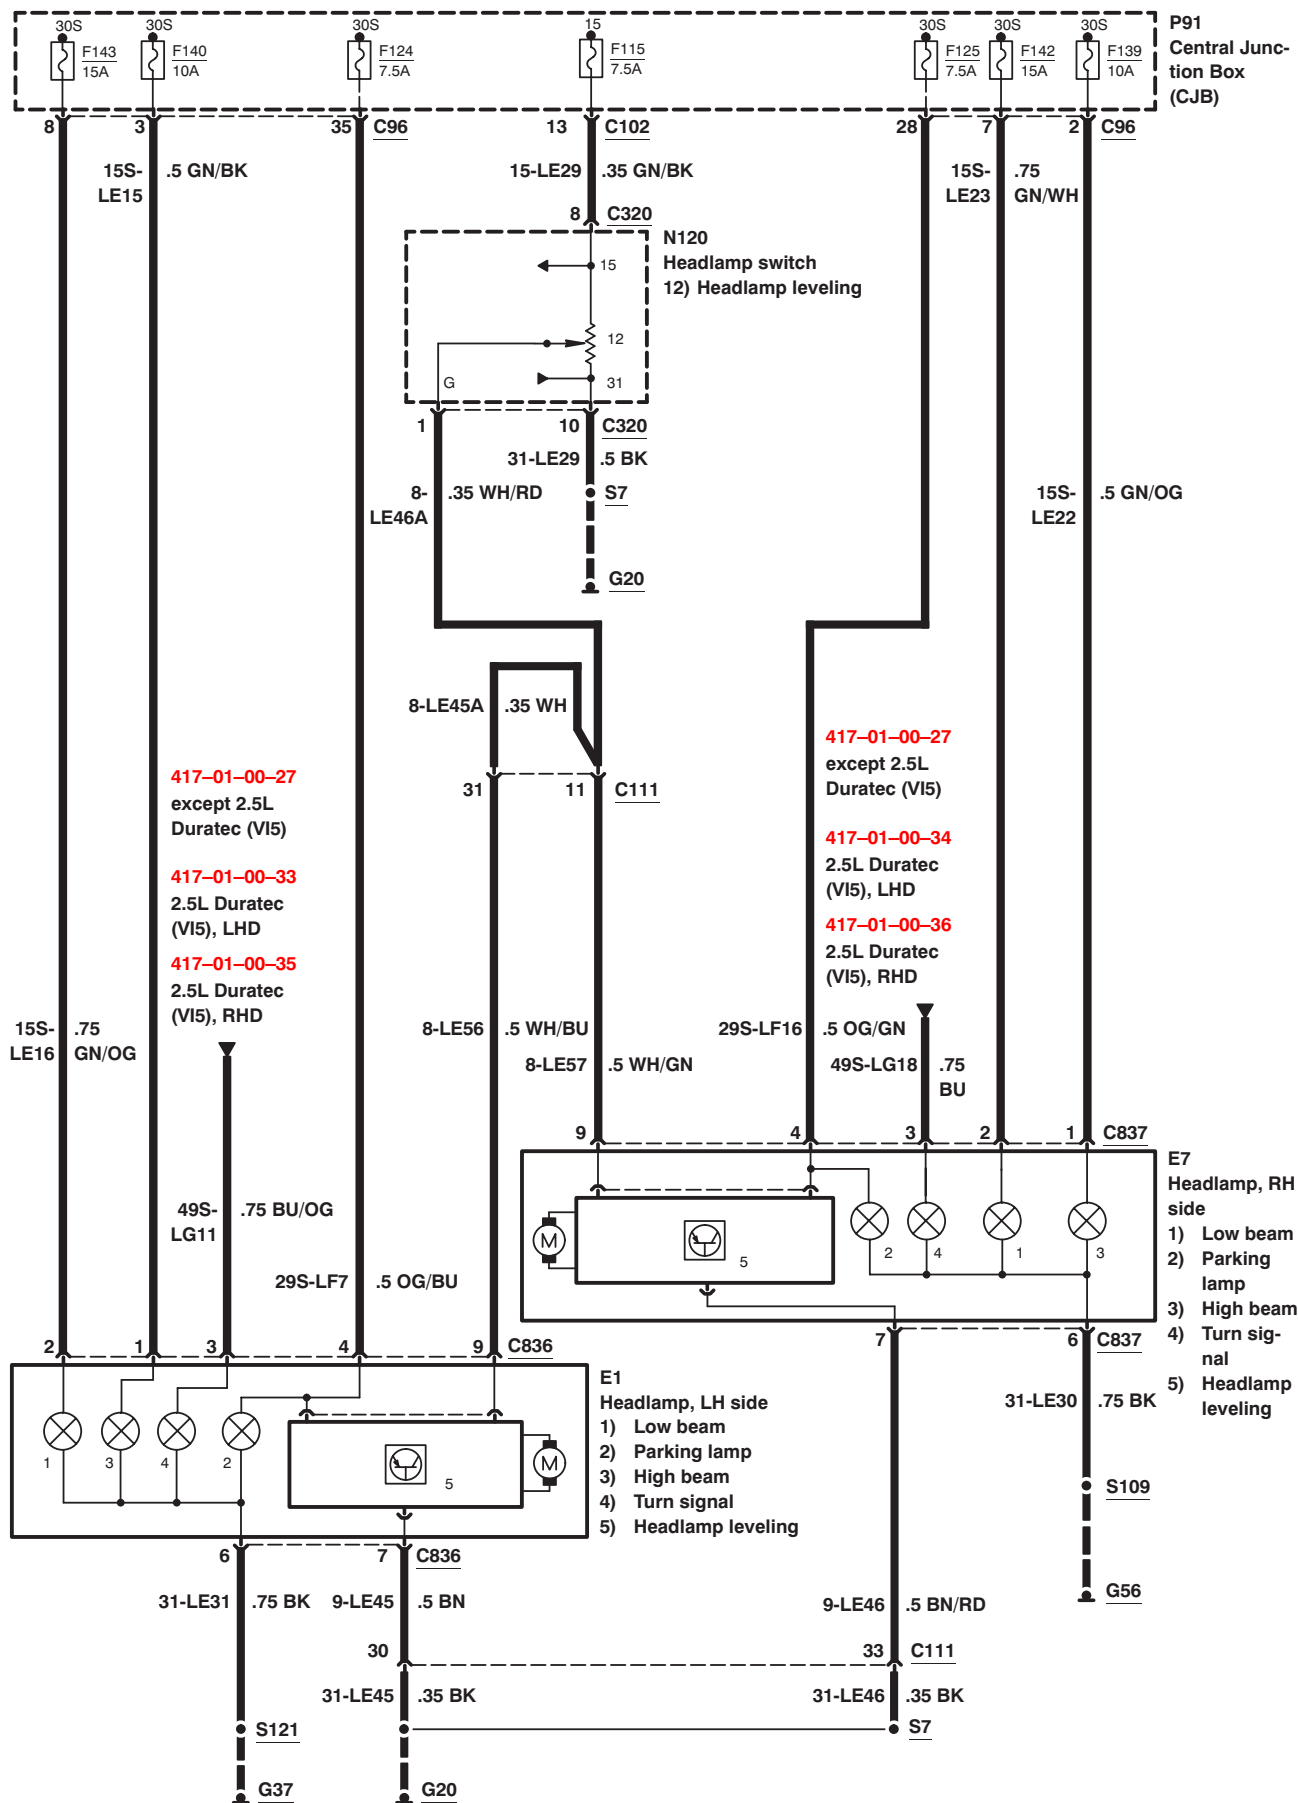 30S
30S
30S
15
30S
30S
30S
P91
Central Junc-
tion Box
(CJB)
F143
15A
F140
10A
F124
7.5A
F115
7.5A
F125
7.5A
F142
15A
F139
10A
8
3
35
C96
13
C102
28
7
2
C96
15S-
LE15
.5 GN/BK
15-LE29
.35 GN/BK
15S-
LE23
.75
GN/WH
8
C320
N120
Headlamp switch
12) Headlamp leveling
15
12
G
31
1
10
C320
31-LE29
.5 BK
8-
LE46A
.35 WH/RD
S7
15S-
LE22
.5 GN/OG
G20
8-LE45A
.35 WH
417–01–00–27
except 2.5L
Duratec (VI5)
417–01–00–27
except 2.5L
Duratec (VI5)
31
11
C111
417–01–00–34
2.5L Duratec
(VI5), LHD
417–01–00–33
2.5L Duratec
(VI5), LHD
417–01–00–36
2.5L Duratec
(VI5), RHD
417–01–00–35
2.5L Duratec
(VI5), RHD
15S-
LE16
.75
GN/OG
8-LE56
.5 WH/BU
29S-LF16
.5 OG/GN
8-LE57
.5 WH/GN
49S-LG18
.75
BU
9
4
3
2
1
C837
E7
Headlamp, RH
side
1) Low beam
2) Parking
lamp
3) High beam
4) Turn sig-
nal
5) Headlamp
leveling
49S-
LG11
.75 BU/OG
M
5
2
4
1
3
29S-LF7
.5 OG/BU
2
1
3
4
9
C836
7
6
C837
E1
Headlamp, LH side
1) Low beam
2) Parking lamp
3) High beam
4) Turn signal
5) Headlamp leveling
31-LE30
.75 BK
1
3
4
2
5
M
S109
6
7
C836
31-LE31
.75 BK
9-LE45
.5 BN
9-LE46
.5 BN/RD
G56
30
33
C111
31-LE45
.35 BK
31-LE46
.35 BK
S121
S7
G37
G20